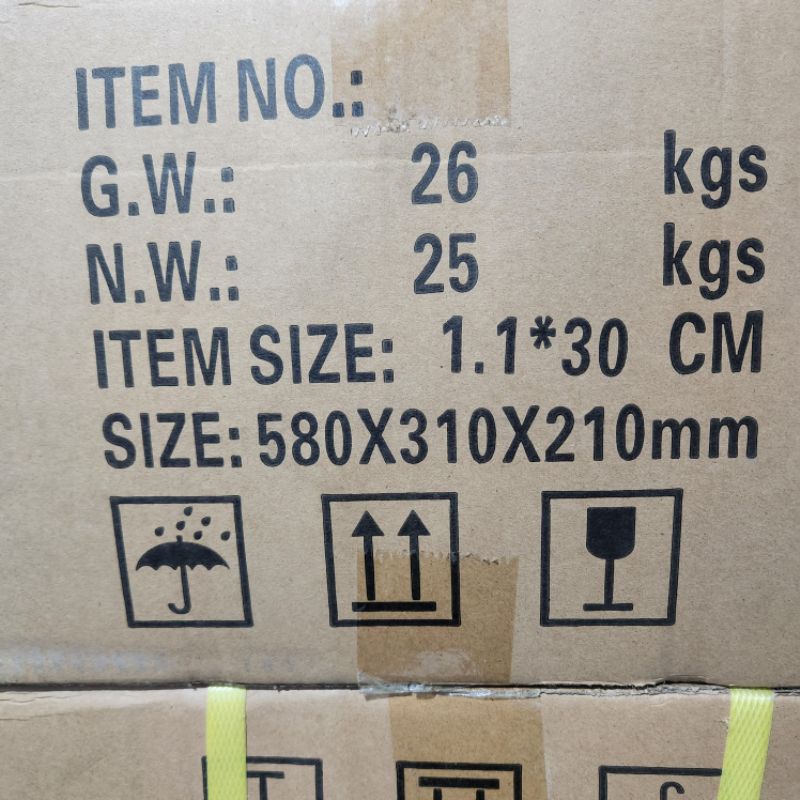 ITEM NO.:
G.W.: 26 kgs
N.W.: 25 kgs
ITEM SIZE: 1.1*30 CM
SIZE:580X310X210mm